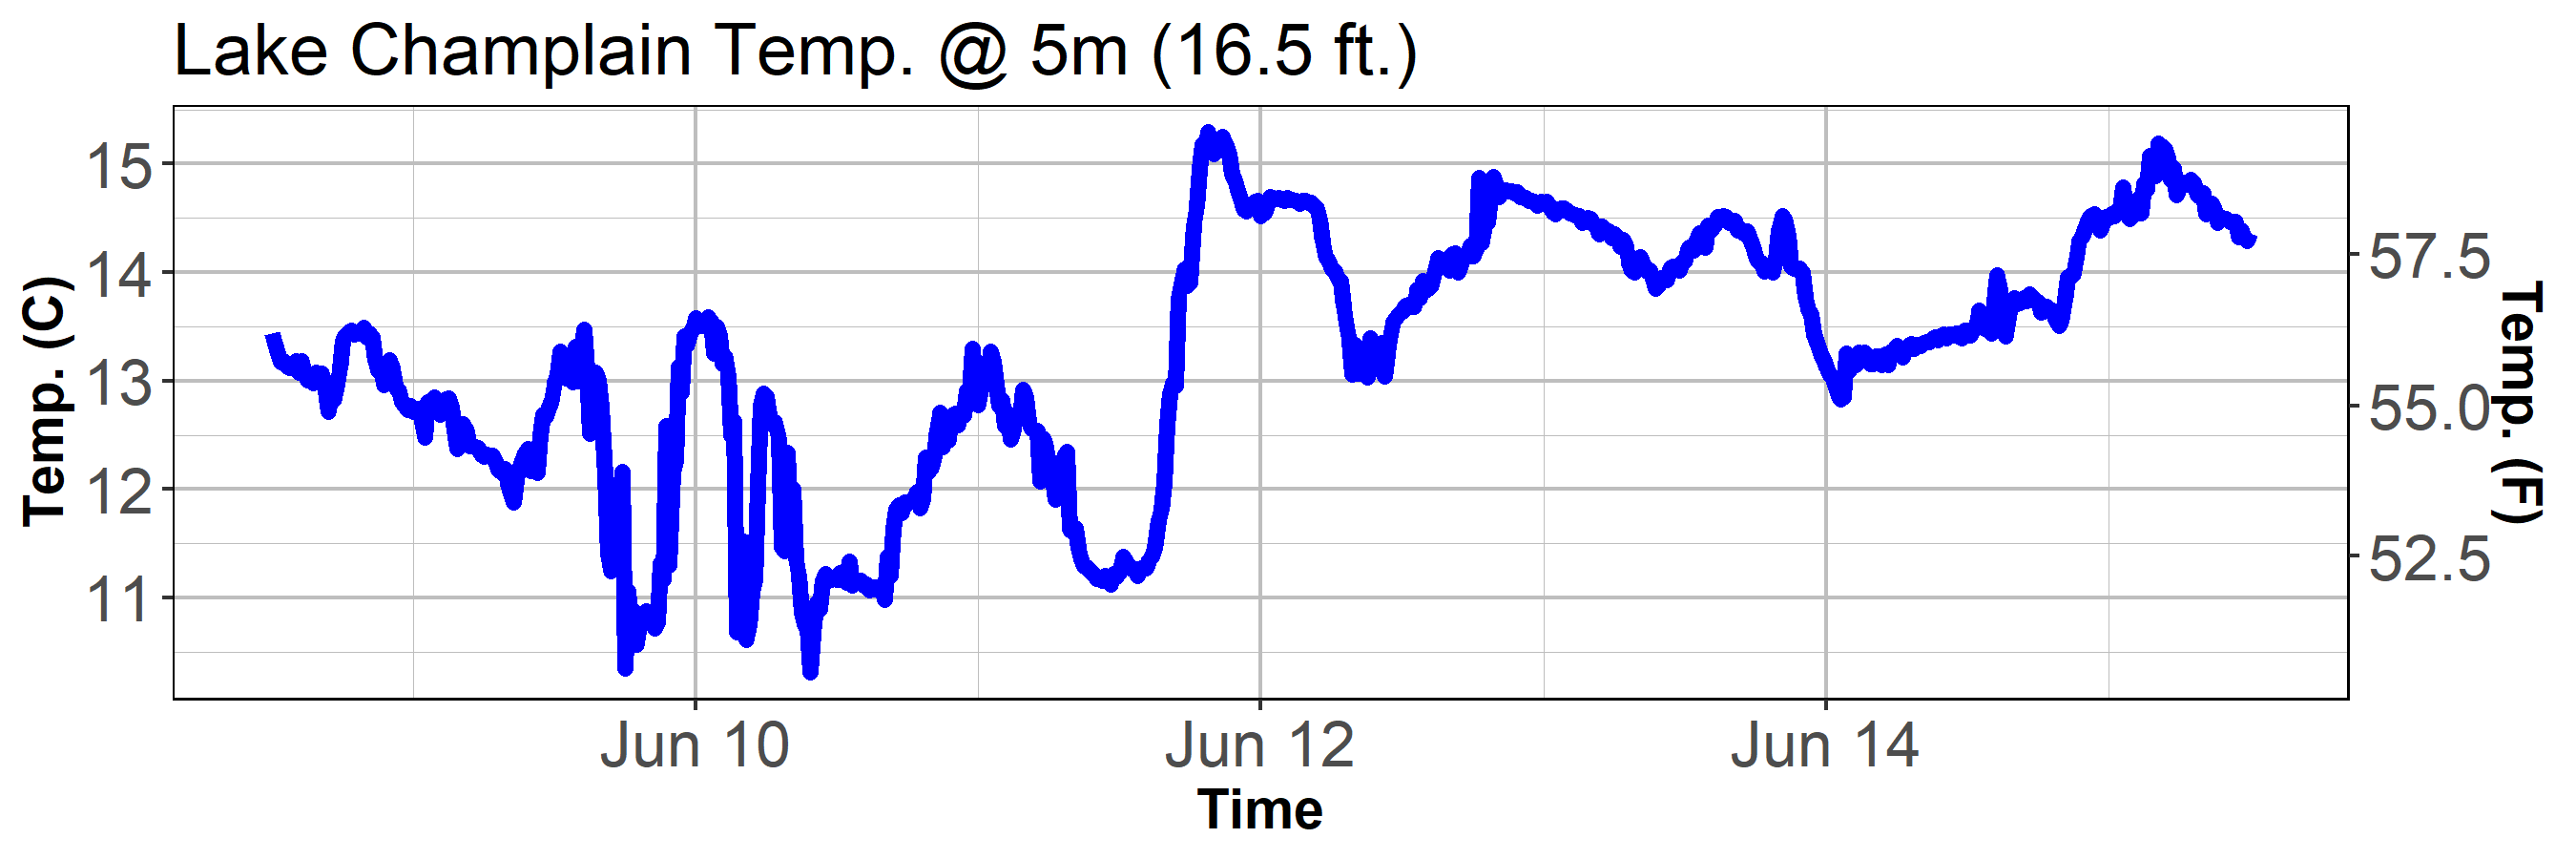 Lake Champlain Temp. @ 5m (16.5 ft.)
Temp. (C)
15
14
13
12
11
57.5
55.0
52.5
Temp. (F)
Jun 10 Jun 12 Jun 14
Time